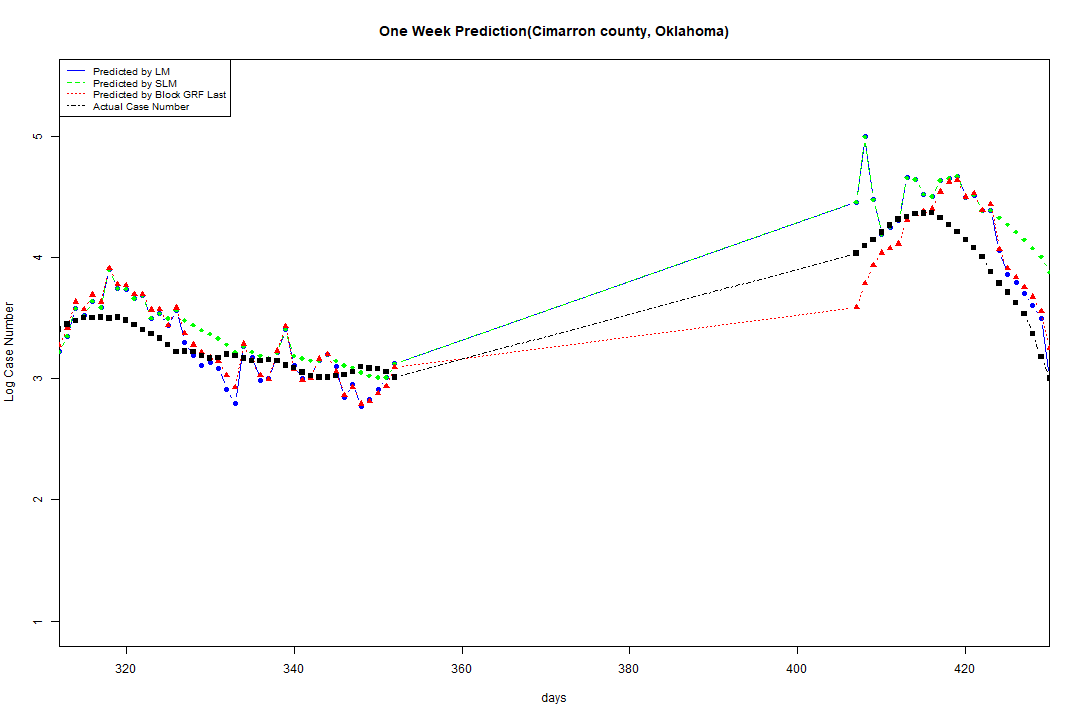 One Week Prediction(Cimarron county, Oklahoma)
Predicted by LM
Predicted by SLM
Predicted by Block GRF Last
Actual Case Number
5
4
3
2
1
Log Case Number
320 340 360 380 400 420
days